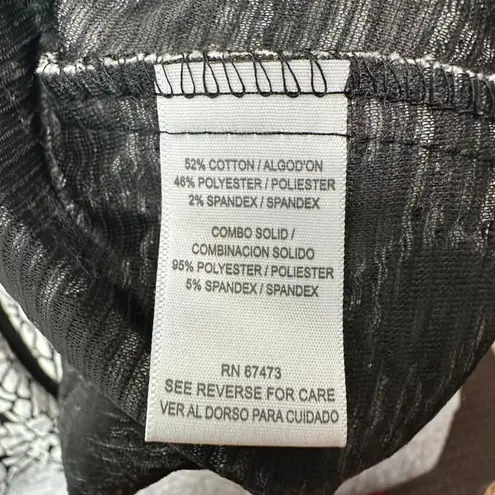 52% COTTON / ALGOD'ON
46% POLYESTER / POLIESTER
2% SPANDEX / SPANDEX
COMBO SOLID /
COMBINACION SOLIDO
95% POLYESTER / POLIESTER
5% SPANDEX / SPANDEX
RN 67473
SEE REVERSE FOR CARE
VER AL DORSO PARA CUIDADO